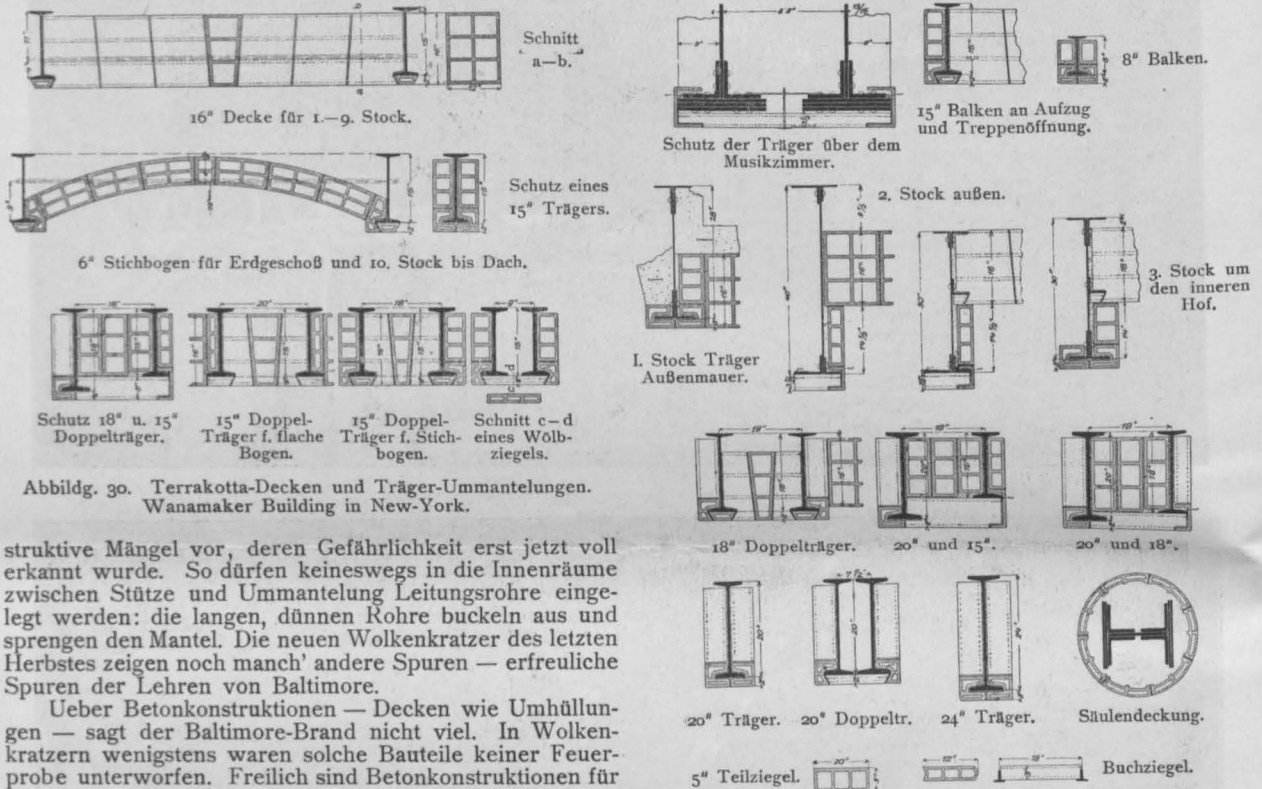 Schnitt
a—b.
16" Decke für 1.—9. Stock.
Schutz eines
15" Trägers.
6" Stichbogen für Erdgeschoß und 10. Stock bis Dach.
Schutz 18" u. 15"
Doppelträger.
15" Doppel-
Träger f. flache
Bogen.
15" Doppel-
Träger f. Stich-
bogen.
Schnitt c—d
eines Wölb-
ziegels.
Abbildg. 30. Terrakotta-Decken und Träger-Ummantelungen.
Wanamaker Building in New-York.
struktive Mängel vor, deren Gefährlichkeit erst jetzt voll
erkannt wurde. So dürfen keineswegs in die Innenräume
zwischen Stütze und Ummantelung Leitungsrohre einge-
legt werden: die langen, dünnen Rohre buckeln aus und
sprengen den Mantel. Die neuen Wolkenkratzer des letzten
Herbstes zeigen noch manch' andere Spuren — erfreuliche
Spuren der Lehren von Baltimore.
Ueber Betonkonstruktionen — Decken wie Umhüllun-
gen — sagt der Baltimore-Brand nicht viel. In Wolken-
kratzern wenigstens waren solche Bauteile keiner Feuer-
probe unterworfen. Freilich sind Betonkonstruktionen für
Schutz der Träger über dem
Musikzimmer.
15" Balken an Aufzug
und Treppenöffnung.
8" Balken.
1. Stock Träger
Außenmauer.
2. Stock außen.
3. Stock um
den inneren
Hof.
18" Doppelträger.
20" und 15".
20" und 18".
20" Träger.
20" Doppeltr.
24" Träger.
Säulendeckung.
5" Teilziegel.
20"
12"
18"
Buchziegel.